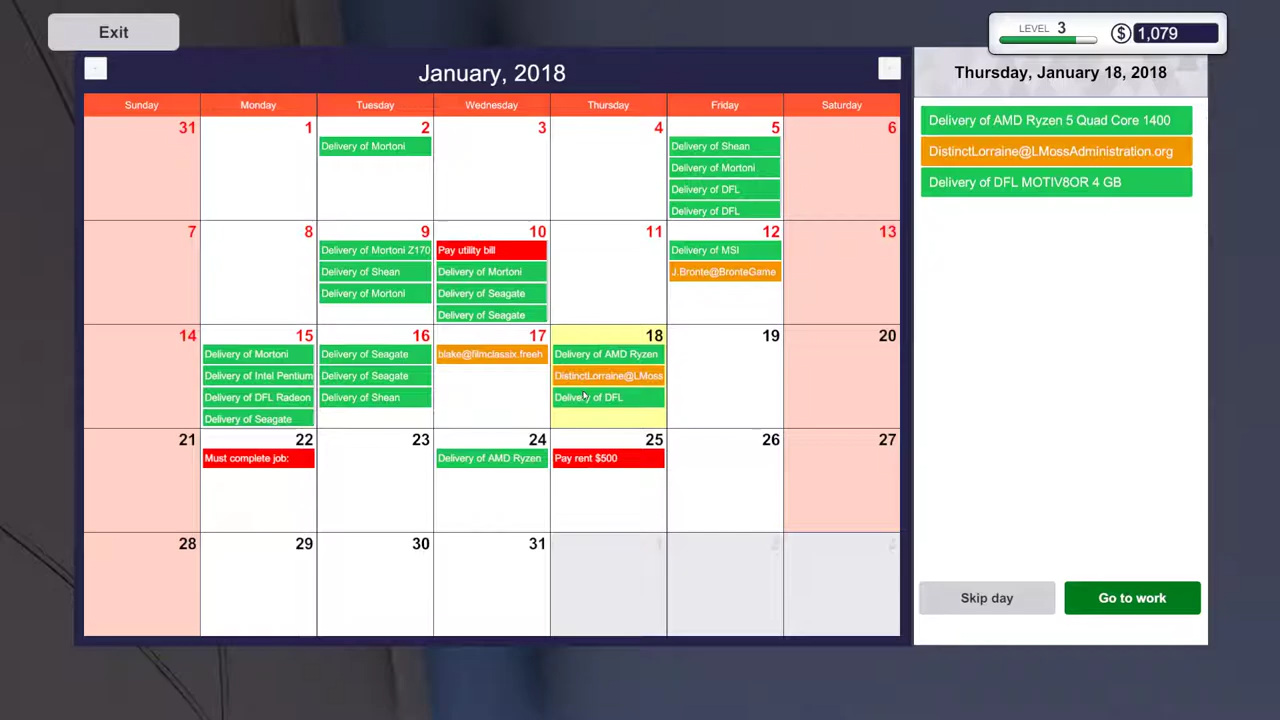 Exit
LEVEL 3
$ 1,079
January, 2018
Thursday, January 18, 2018
Sunday Monday Tuesday Wednesday Thursday Friday Saturday
31 1 2 3 4 5 6
Delivery of Mortoni
Delivery of Shean
Delivery of Mortoni
Delivery of DFL
Delivery of DFL
7 8 9 10 11 12 13
Delivery of Mortoni Z170
Delivery of Shean
Delivery of Mortoni
Pay utility bill
Delivery of Mortoni
Delivery of Seagate
Delivery of Seagate
Delivery of MSI
J.Bronte@BronteGame
14 15 16 17 18 19 20
Delivery of Mortoni
Delivery of Intel Pentium
Delivery of DFL Radeon
Delivery of Seagate
Delivery of Seagate
Delivery of Seagate
Delivery of Shean
blake@filmclassix.freeh
Delivery of AMD Ryzen
DistinctLorraine@LMoss
Delivery of DFL
21 22 23 24 25 26 27
Must complete job:
Delivery of AMD Ryzen
Pay rent $500
28 29 30 31
Delivery of AMD Ryzen 5 Quad Core 1400
DistinctLorraine@LMossAdministration.org
Delivery of DFL MOTIV8OR 4 GB
Skip day
Go to work